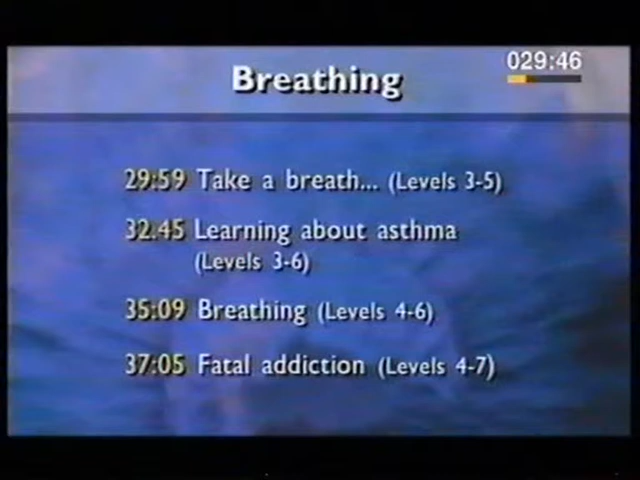 Breathing
029:46
29:59 Take a breath... (Levels 3-5)
32.45 Learning about asthma
(Levels 3-6)
35:09 Breathing (Levels 4-6)
37:05 Fatal addiction (Levels 4-7)